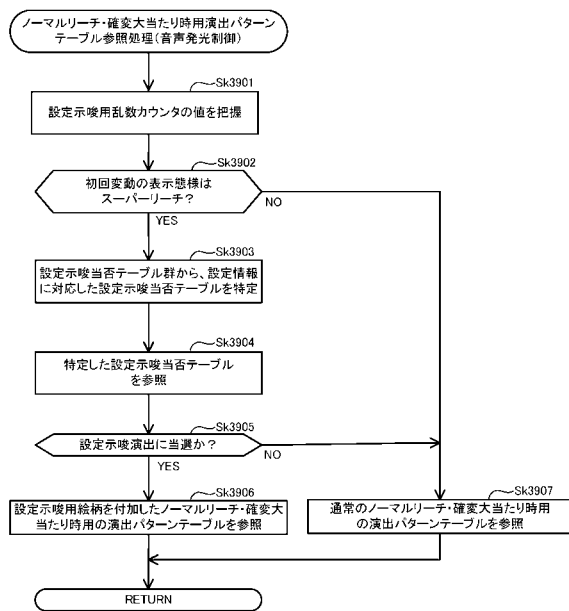 ノーマルリーチ・確変大当たり時用演出パターン
テーブル参照処理(音声発光制御)
Sk3901
設定示唆用乱数カウンタの値を把握
Sk3902
初回変動の表示態様は
スーパーリーチ?
NO
YES
Sk3903
設定示唆当否テーブル群から、設定情報
に対応した設定示唆当否テーブルを特定
Sk3904
特定した設定示唆当否テーブル
を参照
Sk3905
設定示唆演出に当選か?
NO
YES
Sk3906
設定示唆用絵柄を付加したノーマルリーチ・確変大
当たり時用の演出パターンテーブルを参照
Sk3907
通常のノーマルリーチ・確変大当たり時用
の演出パターンテーブルを参照
RETURN